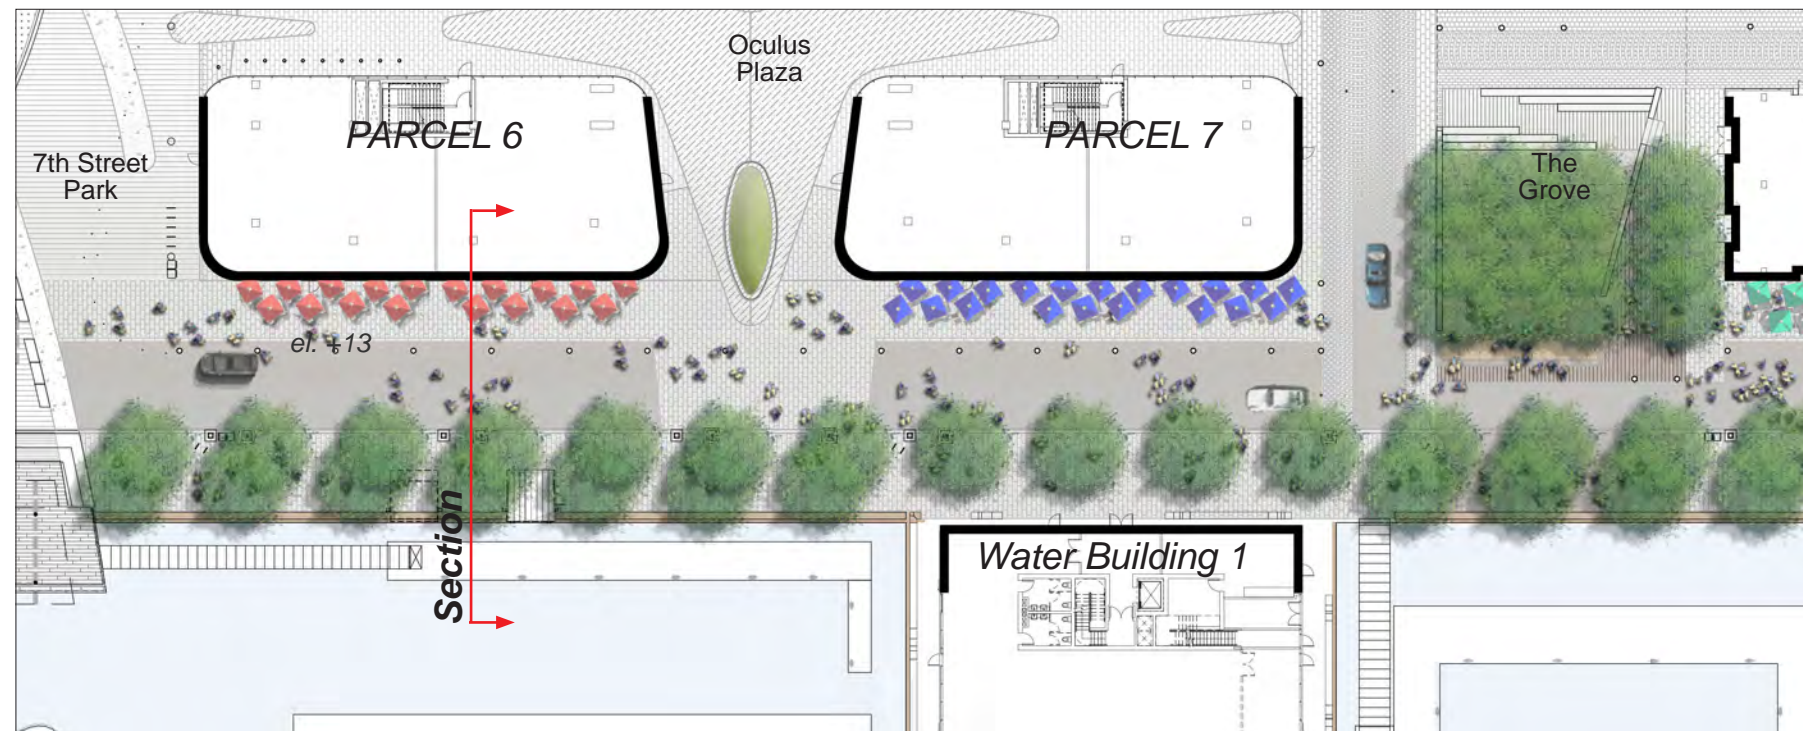 Oculus
Plaza
PARCEL 6
PARCEL 7
7th Street
Park
The
Grove
el. +13
Section
Water Building 1